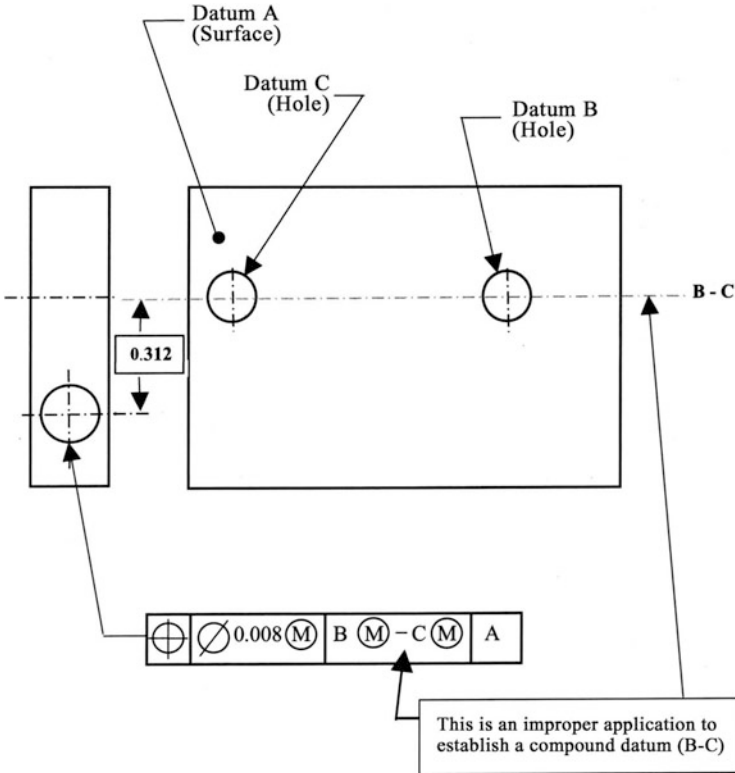 Datum A
(Surface)
Datum C
(Hole)
Datum B
(Hole)
B - C
0.312
⌖ ⌀ 0.008 Ⓜ B Ⓜ – C Ⓜ A
This is an improper application to
establish a compound datum (B-C)